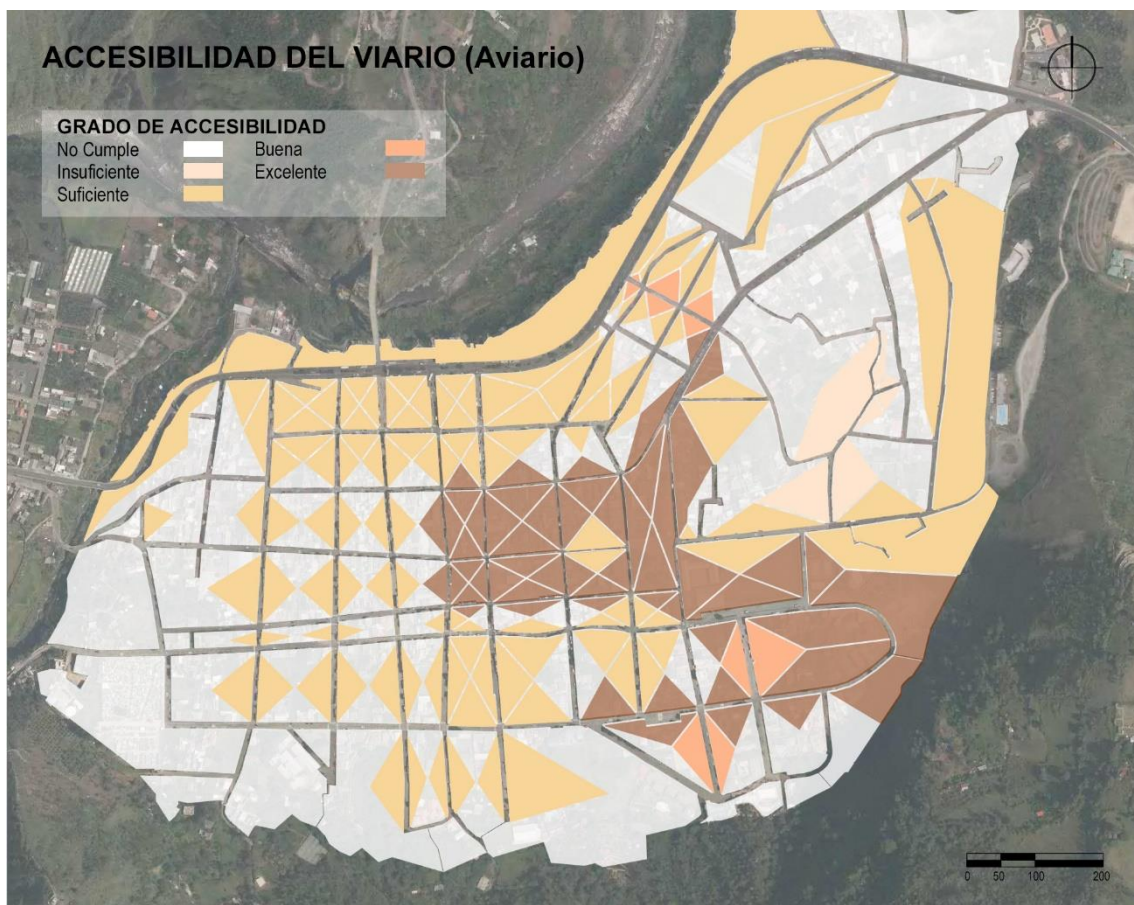 ACCESIBILIDAD DEL VIARIO (Aviario)
GRADO DE ACCESIBILIDAD
No Cumple Buena
Insuficiente Excelente
Suficiente
0 50 100 200